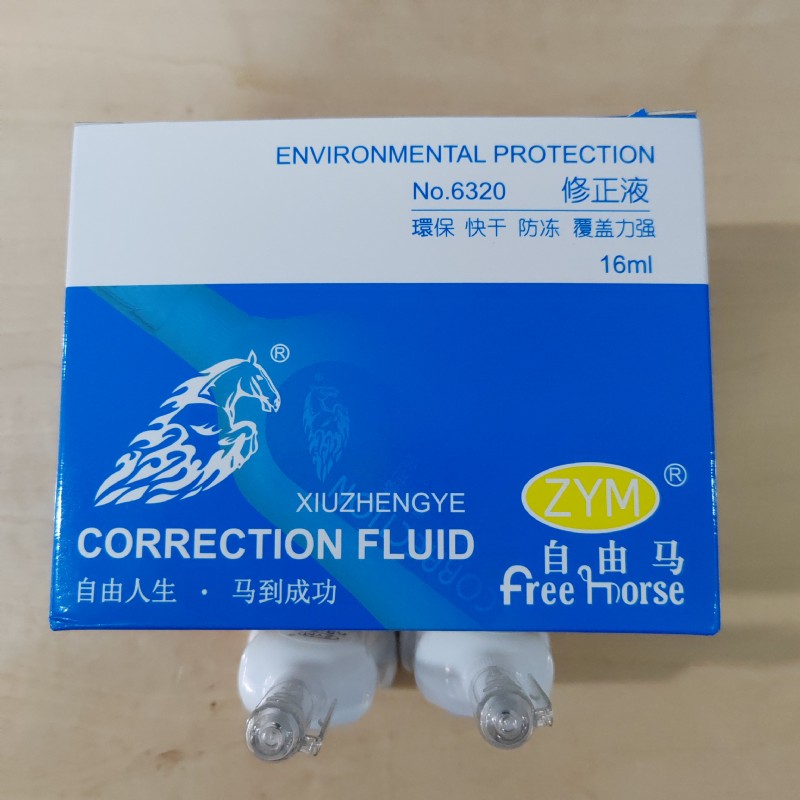 ENVIRONMENTAL PROTECTION
No.6320 修正液
環保 快干 防冻 覆盖力强
16ml
®
ZYM ®
XIUZHENGYE
CORRECTION FLUID
自由马
自由人生 · 马到成功
free horse